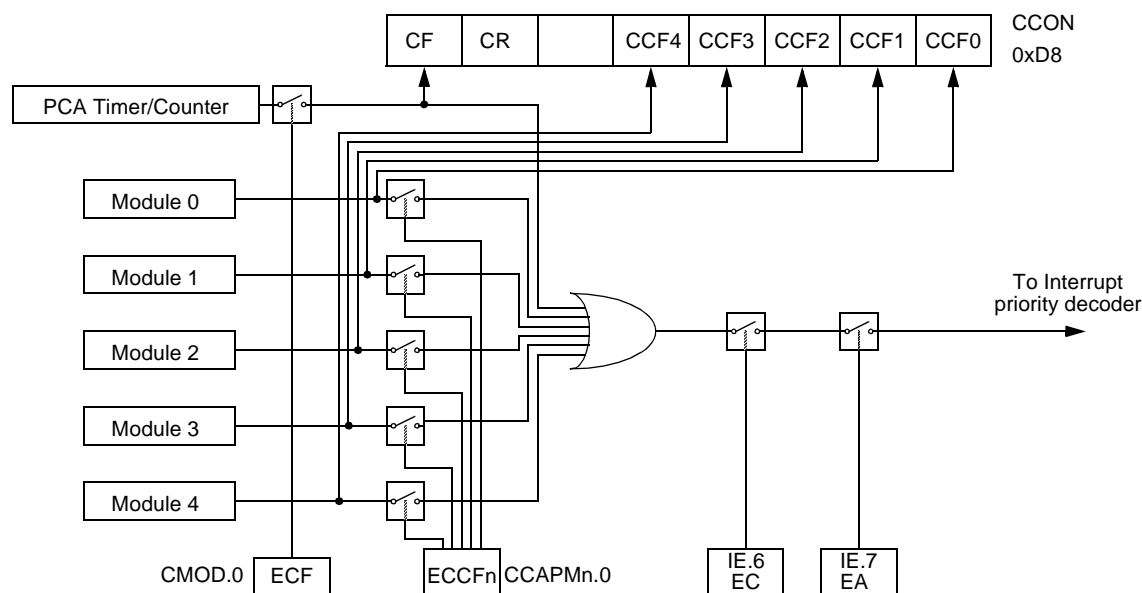 CF CR CCF4 CCF3 CCF2 CCF1 CCF0
CCON
0xD8
PCA Timer/Counter
Module 0
Module 1
Module 2
Module 3
Module 4
To Interrupt
priority decoder
CMOD.0 ECF
ECCFn CCAPMn.0
IE.6
EC
IE.7
EA